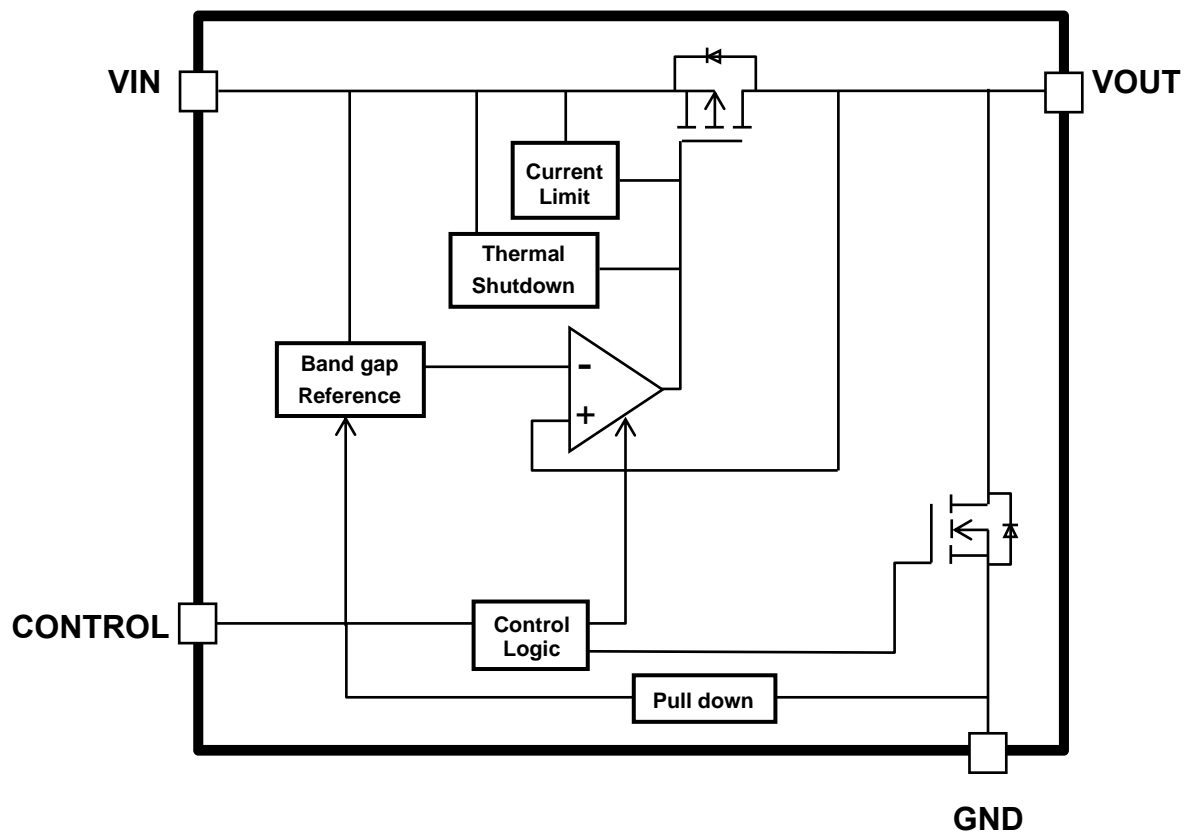 VIN
VOUT
Current
Limit
Thermal
Shutdown
Band gap
Reference
-
+
CONTROL
Control
Logic
Pull down
GND